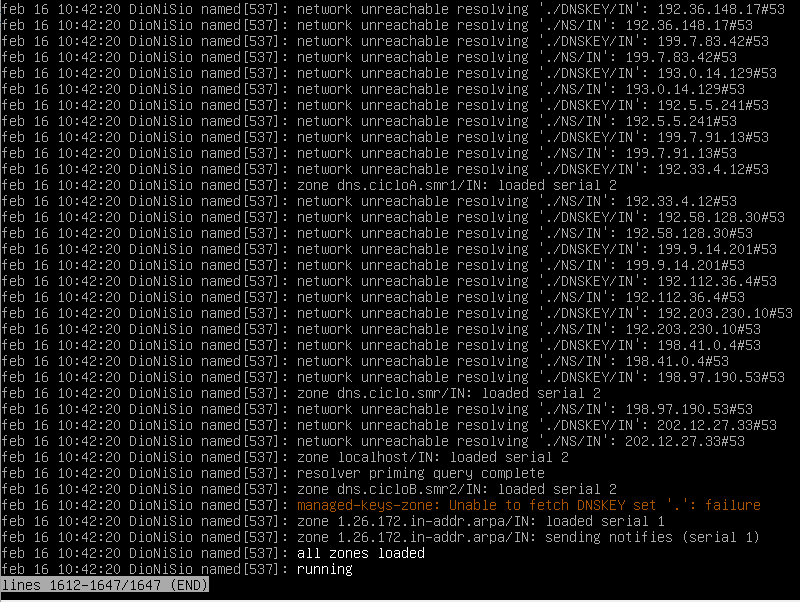 feb 16 10:42:20 DioNiSio named[537]: network unreachable resolving './DNSKEY/IN': 192.36.148.17#53
feb 16 10:42:20 DioNiSio named[537]: network unreachable resolving './NS/IN': 192.36.148.17#53
feb 16 10:42:20 DioNiSio named[537]: network unreachable resolving './DNSKEY/IN': 199.7.83.42#53
feb 16 10:42:20 DioNiSio named[537]: network unreachable resolving './NS/IN': 199.7.83.42#53
feb 16 10:42:20 DioNiSio named[537]: network unreachable resolving './DNSKEY/IN': 193.0.14.129#53
feb 16 10:42:20 DioNiSio named[537]: network unreachable resolving './NS/IN': 193.0.14.129#53
feb 16 10:42:20 DioNiSio named[537]: network unreachable resolving './DNSKEY/IN': 192.5.5.241#53
feb 16 10:42:20 DioNiSio named[537]: network unreachable resolving './NS/IN': 192.5.5.241#53
feb 16 10:42:20 DioNiSio named[537]: network unreachable resolving './DNSKEY/IN': 199.7.91.13#53
feb 16 10:42:20 DioNiSio named[537]: network unreachable resolving './NS/IN': 199.7.91.13#53
feb 16 10:42:20 DioNiSio named[537]: network unreachable resolving './DNSKEY/IN': 192.33.4.12#53
feb 16 10:42:20 DioNiSio named[537]: zone dns.cicloA.smr1/IN: loaded serial 2
feb 16 10:42:20 DioNiSio named[537]: network unreachable resolving './NS/IN': 192.33.4.12#53
feb 16 10:42:20 DioNiSio named[537]: network unreachable resolving './DNSKEY/IN': 192.58.128.30#53
feb 16 10:42:20 DioNiSio named[537]: network unreachable resolving './NS/IN': 192.58.128.30#53
feb 16 10:42:20 DioNiSio named[537]: network unreachable resolving './DNSKEY/IN': 199.9.14.201#53
feb 16 10:42:20 DioNiSio named[537]: network unreachable resolving './NS/IN': 199.9.14.201#53
feb 16 10:42:20 DioNiSio named[537]: network unreachable resolving './DNSKEY/IN': 192.112.36.4#53
feb 16 10:42:20 DioNiSio named[537]: network unreachable resolving './NS/IN': 192.112.36.4#53
feb 16 10:42:20 DioNiSio named[537]: network unreachable resolving './DNSKEY/IN': 192.203.230.10#53
feb 16 10:42:20 DioNiSio named[537]: network unreachable resolving './NS/IN': 192.203.230.10#53
feb 16 10:42:20 DioNiSio named[537]: network unreachable resolving './DNSKEY/IN': 198.41.0.4#53
feb 16 10:42:20 DioNiSio named[537]: network unreachable resolving './NS/IN': 198.41.0.4#53
feb 16 10:42:20 DioNiSio named[537]: network unreachable resolving './DNSKEY/IN': 198.97.190.53#53
feb 16 10:42:20 DioNiSio named[537]: zone dns.ciclo.smr/IN: loaded serial 2
feb 16 10:42:20 DioNiSio named[537]: network unreachable resolving './NS/IN': 198.97.190.53#53
feb 16 10:42:20 DioNiSio named[537]: network unreachable resolving './DNSKEY/IN': 202.12.27.33#53
feb 16 10:42:20 DioNiSio named[537]: network unreachable resolving './NS/IN': 202.12.27.33#53
feb 16 10:42:20 DioNiSio named[537]: zone localhost/IN: loaded serial 2
feb 16 10:42:20 DioNiSio named[537]: resolver priming query complete
feb 16 10:42:20 DioNiSio named[537]: zone dns.cicloB.smr2/IN: loaded serial 2
feb 16 10:42:20 DioNiSio named[537]: managed-keys-zone: Unable to fetch DNSKEY set '.': failure
feb 16 10:42:20 DioNiSio named[537]: zone 1.26.172.in-addr.arpa/IN: loaded serial 1
feb 16 10:42:20 DioNiSio named[537]: zone 1.26.172.in-addr.arpa/IN: sending notifies (serial 1)
feb 16 10:42:20 DioNiSio named[537]: all zones loaded
feb 16 10:42:20 DioNiSio named[537]: running
lines 1612-1647/1647 (END)